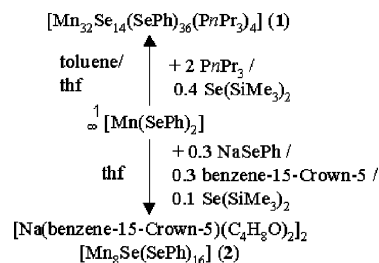 [Mn32Se14(SePh)36(PnPr3)4] (1)
toluene/
thf
+ 2 PnPr3 /
0.4 Se(SiMe3)2
1
∞ [Mn(SePh)2]
thf
+ 0.3 NaSePh /
0.3 benzene-15-Crown-5 /
0.1 Se(SiMe3)2
[Na(benzene-15-Crown-5)(C4H8O)2]2
[Mn8Se(SePh)16] (2)